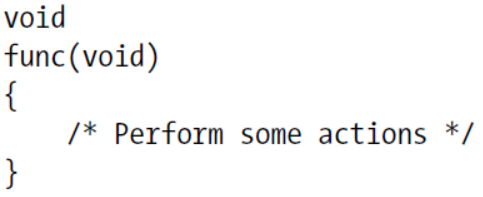 void
func(void)
{
    /* Perform some actions */
}